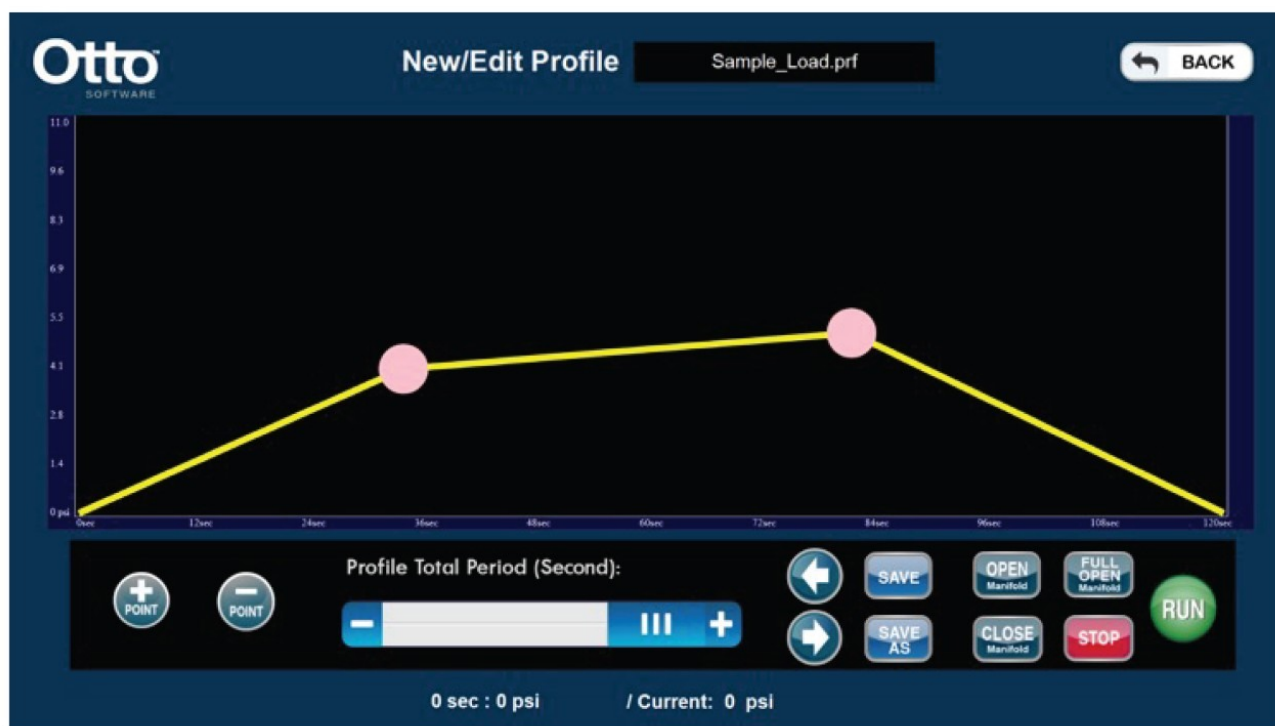 Otto™
SOFTWARE
New/Edit Profile
Sample_Load.prf
BACK
11.0
9.6
8.3
6.9
5.5
4.1
2.8
1.4
0 psi
0sec 12sec 24sec 36sec 48sec 60sec 72sec 84sec 96sec 108sec 120sec
+
POINT
−
POINT
Profile Total Period (Second):
− +
SAVE
SAVE
AS
OPEN
Manifold
FULL
OPEN
Manifold
CLOSE
Manifold
STOP
RUN
0 sec : 0 psi / Current: 0 psi